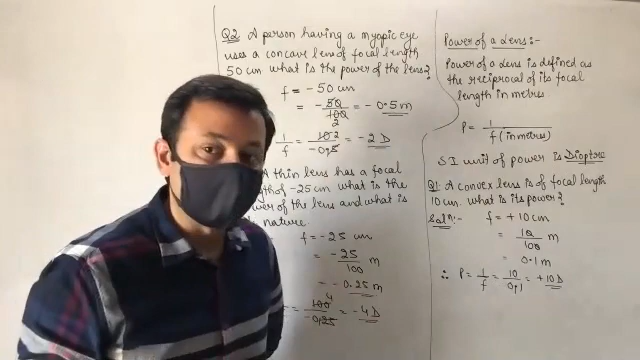 Q2 A person having a myopic eye
uses a concave lens of focal length
50 cm what is the power of the lens?
f = - 50 cm
= - 50/100 = - 0.5 m
2
1/f = 10 2/-0.5 = - 2 D
A thin lens has a focal
of -25 cm what is the
of the lens and what is
nature
f = - 25 cm
= - 25/100 m
= - 0.25 m
= 100 4/-0.25 = - 4 D
Power of a Lens :-
Power of a lens is defined as
the reciprocal of its focal
length in metres
P = 1/f (in metres)
SI unit of power is Dioptre
Q1: A convex lens is of focal length
10 cm. what is its power?
Soln:- f = +10 cm
= 10/100 m
= 0.1 m
∴ P = 1/f = 10/0.1 = +10 D